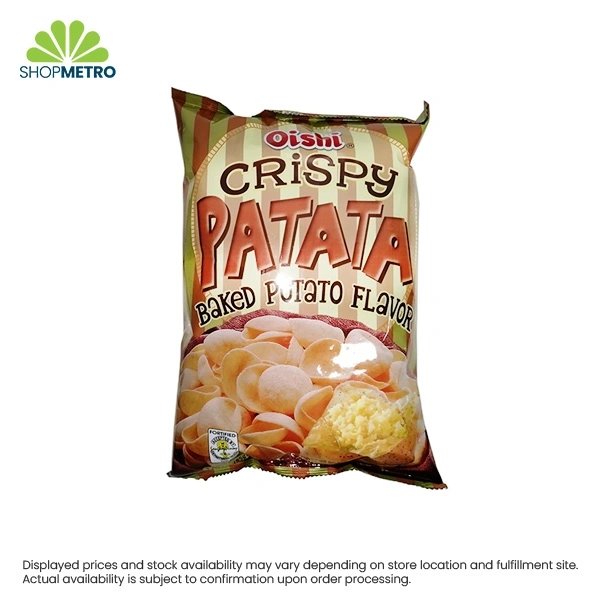 SHOPMETRO
Oishi
CRiSPY
PATATA
BakeD PoTaTo FLavoR
FORTIFIED
Displayed prices and stock availability may vary depending on store location and fulfillment site.
Actual availability is subject to confirmation upon order processing.